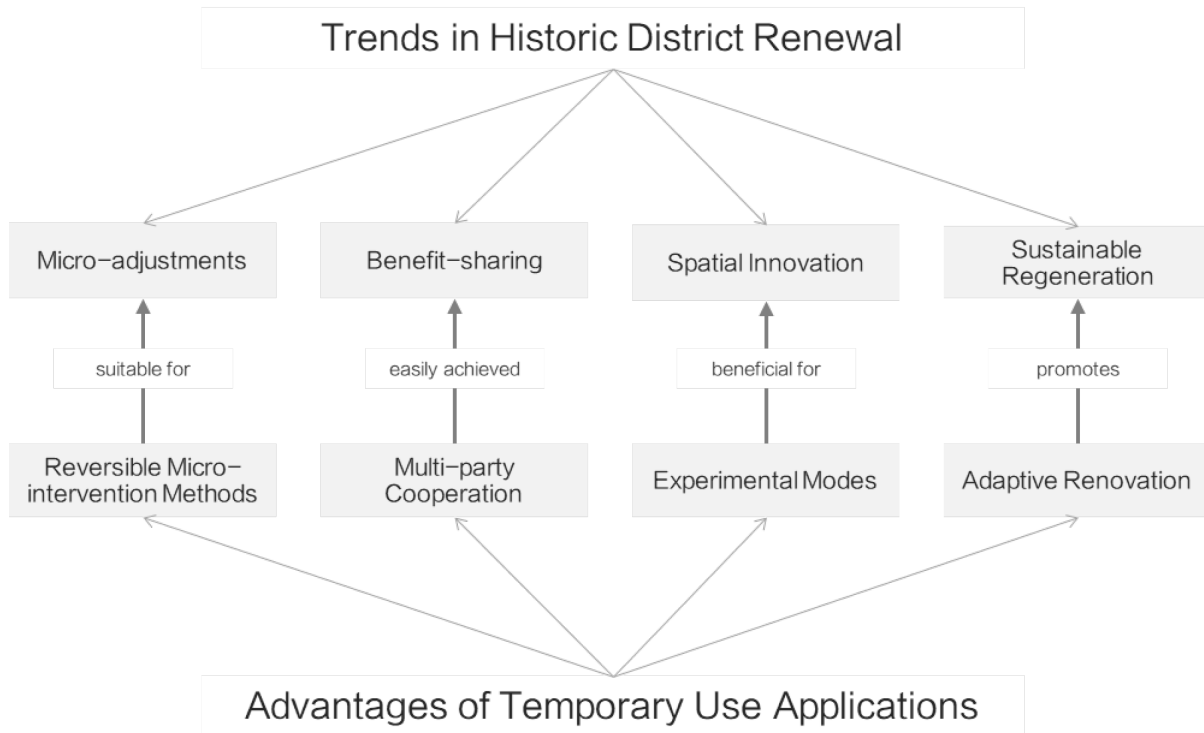 Trends in Historic District Renewal
Micro-adjustments
Benefit-sharing
Spatial Innovation
Sustainable
Regeneration
suitable for
easily achieved
beneficial for
promotes
Reversible Micro-
intervention Methods
Multi-party
Cooperation
Experimental Modes
Adaptive Renovation
Advantages of Temporary Use Applications